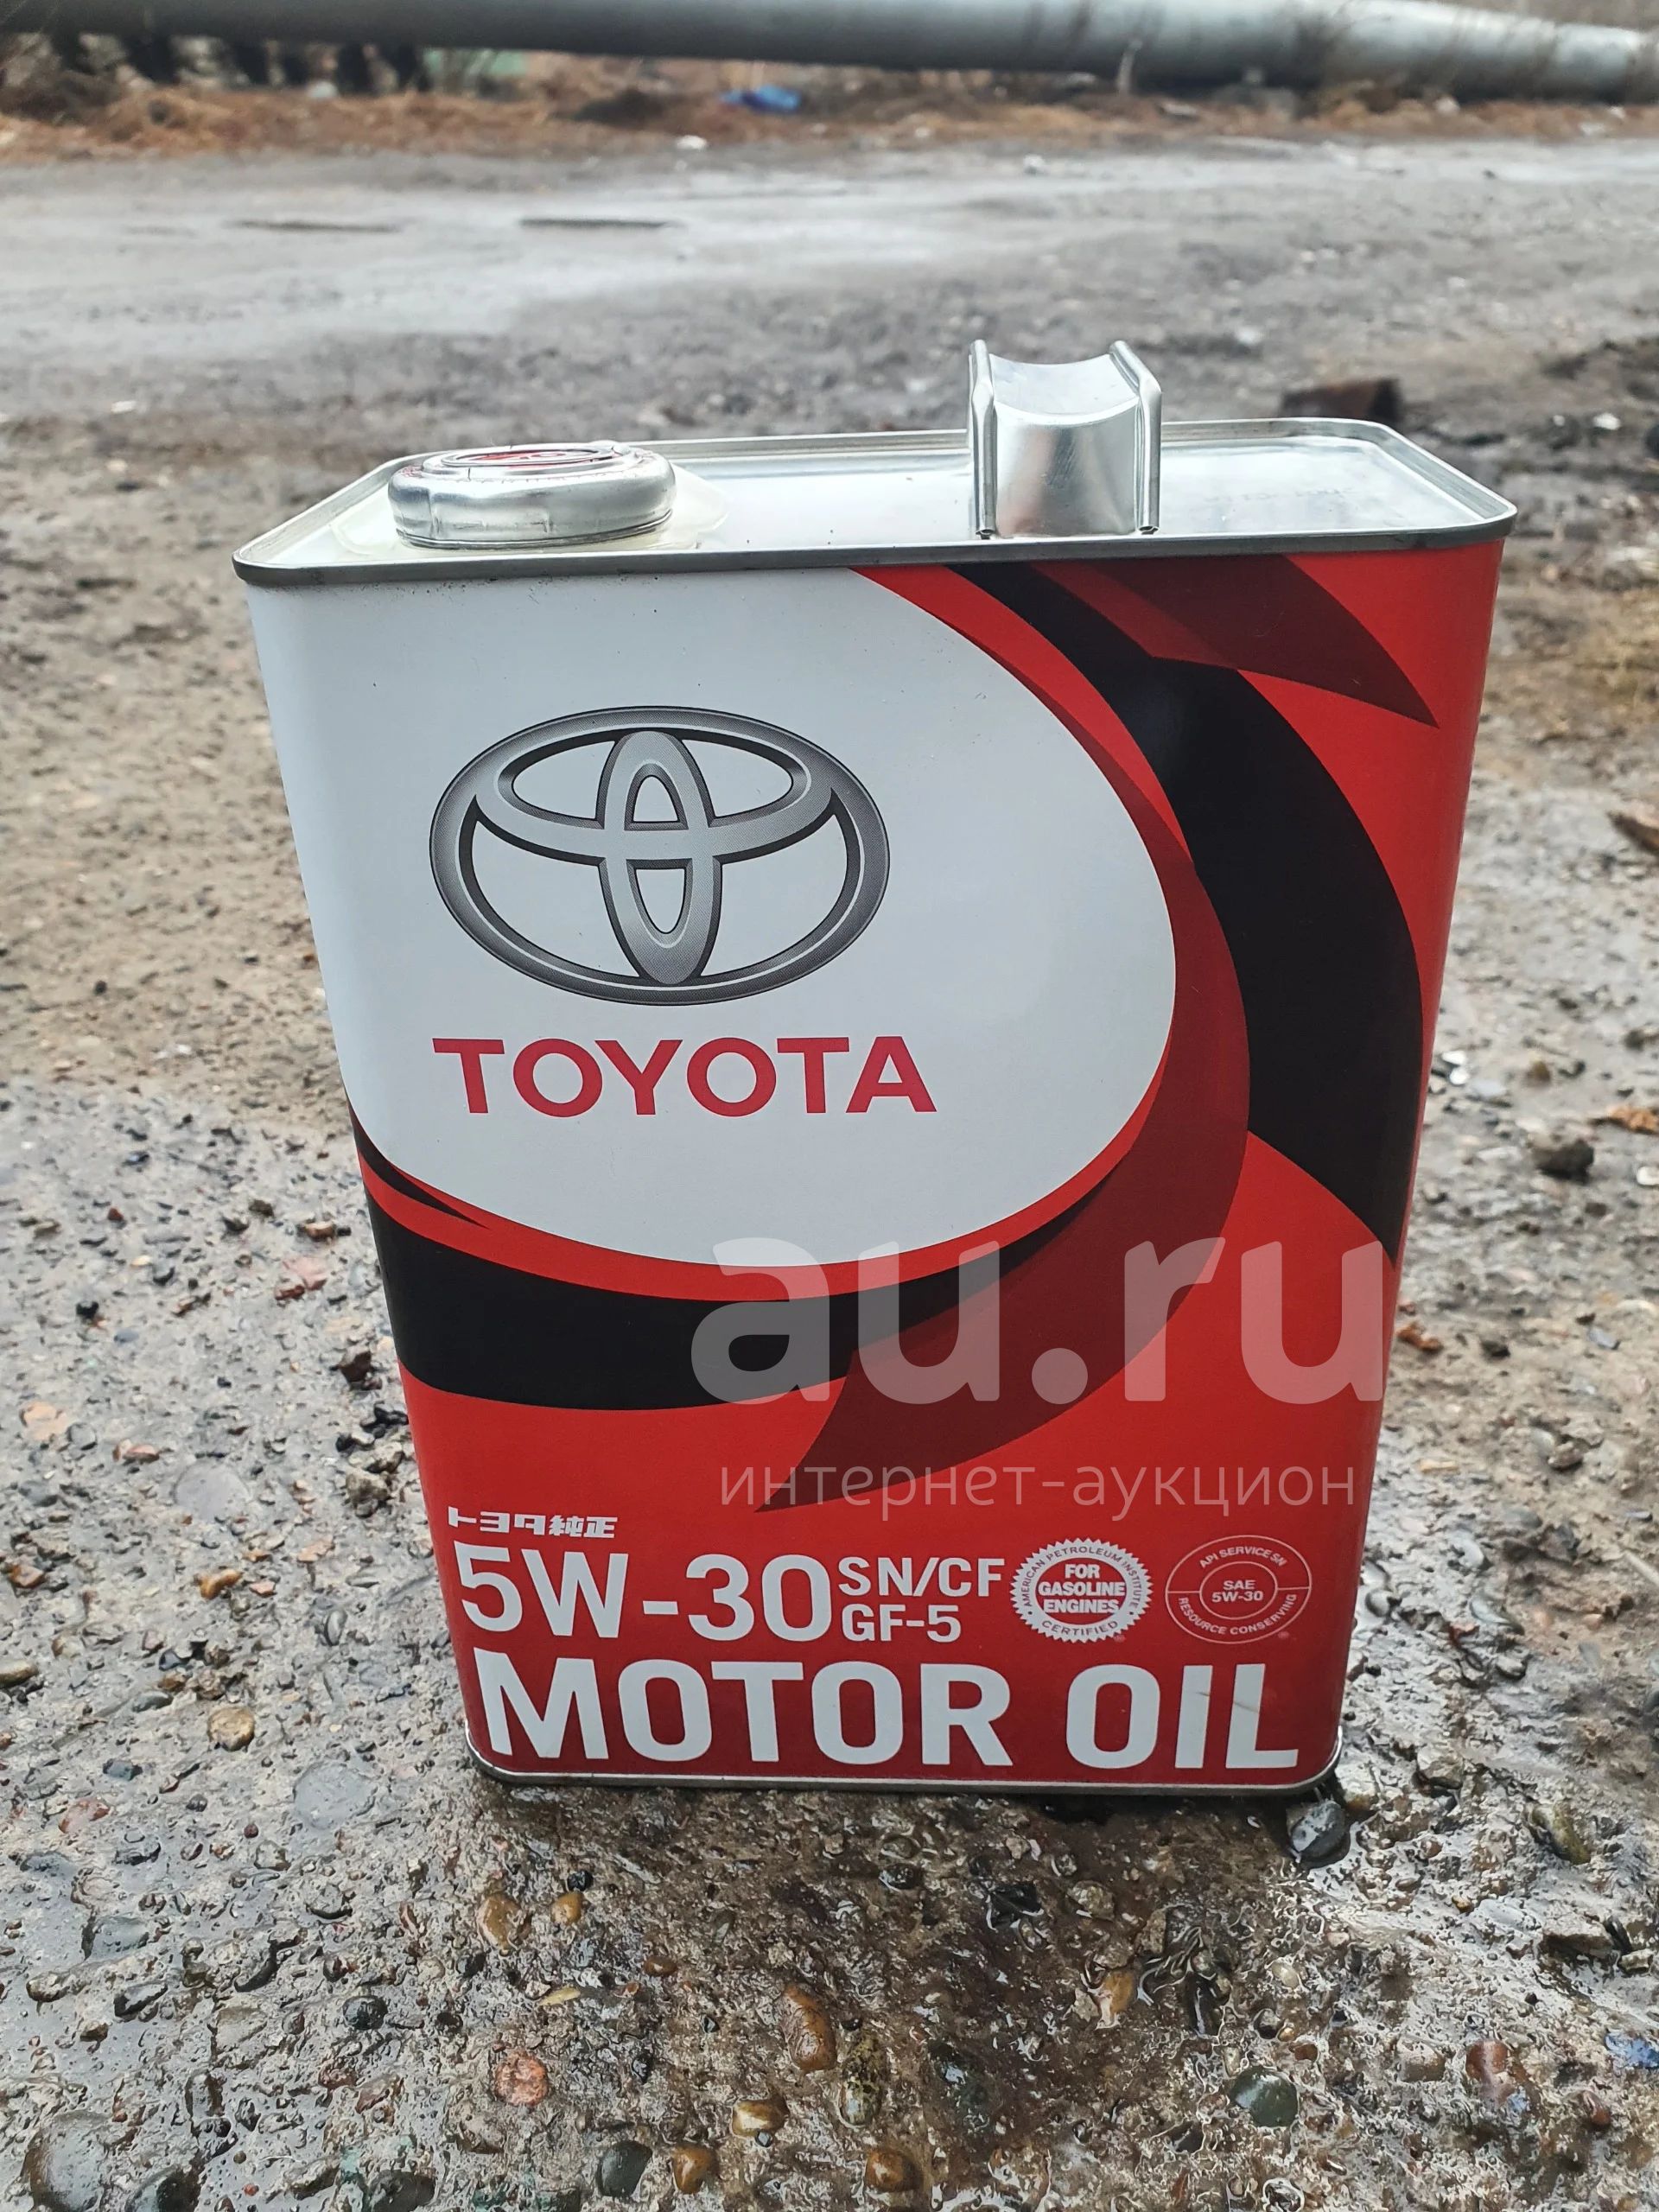 TOYOTA
au.ru
интернет-аукцион
トヨタ純正
5W-30 SN/CF
GF-5
AMERICAN PETROLEUM INSTITUTE
FOR
GASOLINE
ENGINES
CERTIFIED
API SERVICE SN
SAE
5W-30
RESOURCE CONSERVING
MOTOR OIL